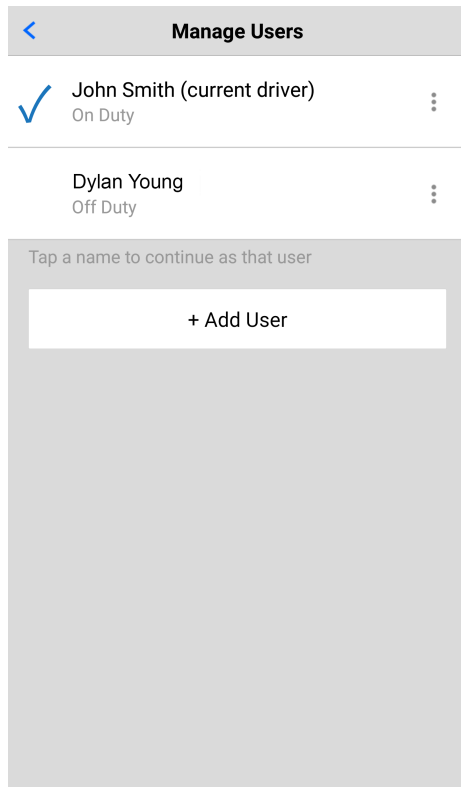 Manage Users
John Smith (current driver)
On Duty
Dylan Young
Off Duty
Tap a name to continue as that user
+ Add User